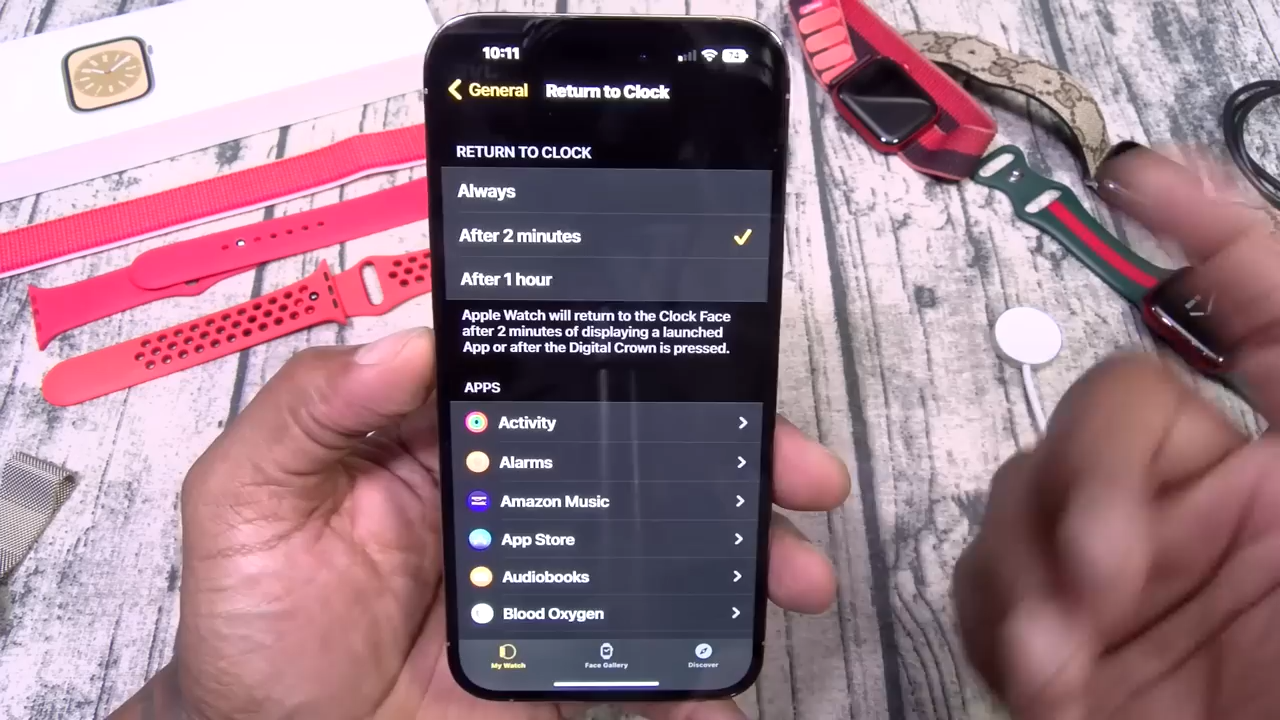 10:11
74
General
Return to Clock
RETURN TO CLOCK
Always
After 2 minutes
After 1 hour
Apple Watch will return to the Clock Face
after 2 minutes of displaying a launched
App or after the Digital Crown is pressed.
APPS
Activity
Alarms
Amazon Music
App Store
Audiobooks
Blood Oxygen
My Watch
Face Gallery
Discover